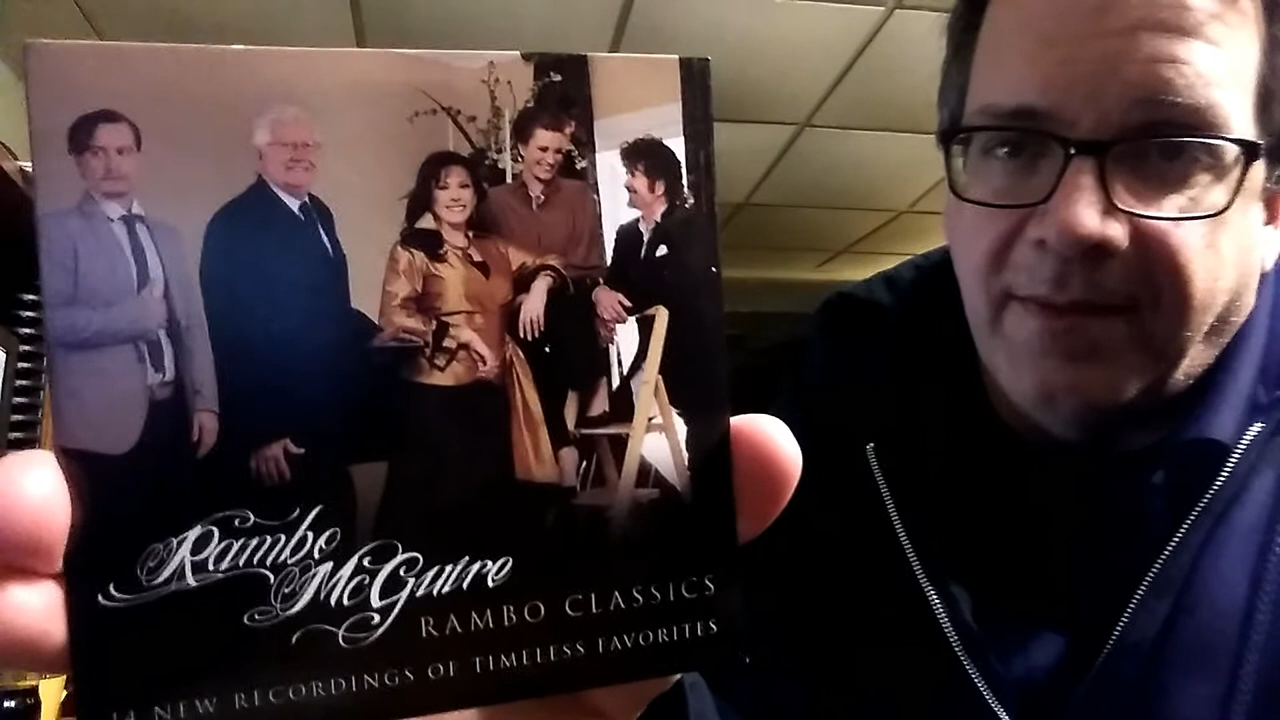 Rambo
McGuire
RAMBO CLASSICS
14 NEW RECORDINGS OF TIMELESS FAVORITES